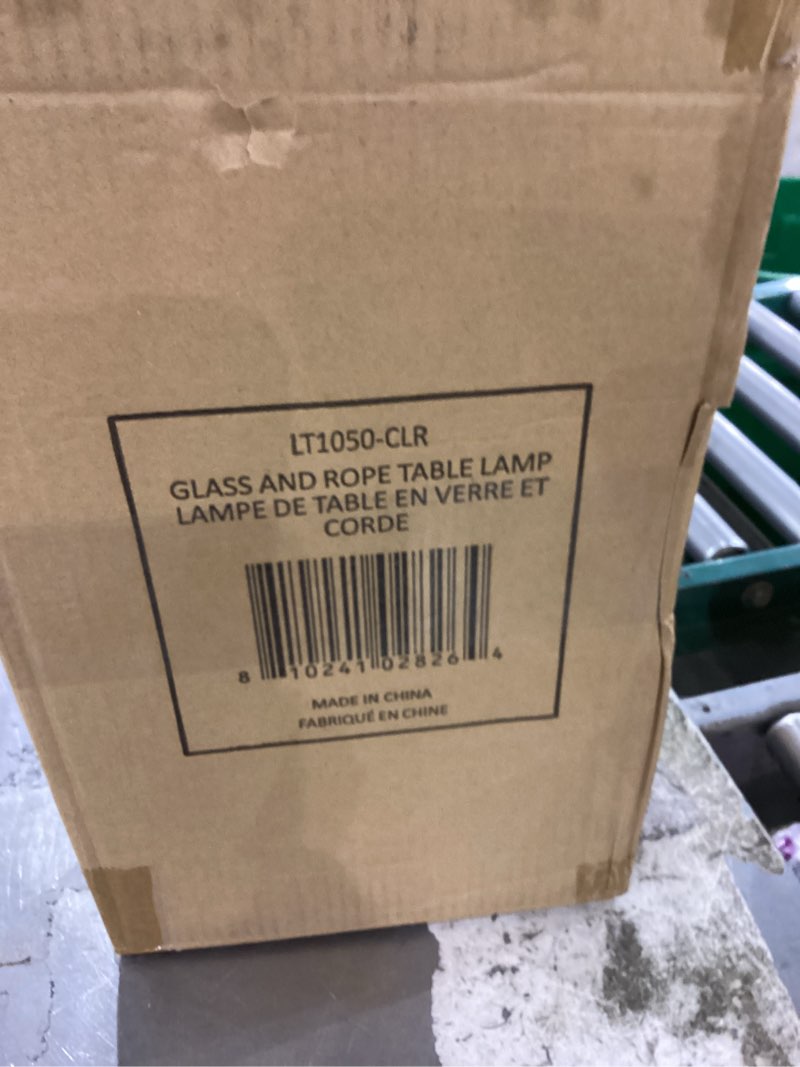 LT1050-CLR
GLASS AND ROPE TABLE LAMP
LAMPE DE TABLE EN VERRE ET
CORDE
8 10241 02826 4
MADE IN CHINA
FABRIQUÉ EN CHINE